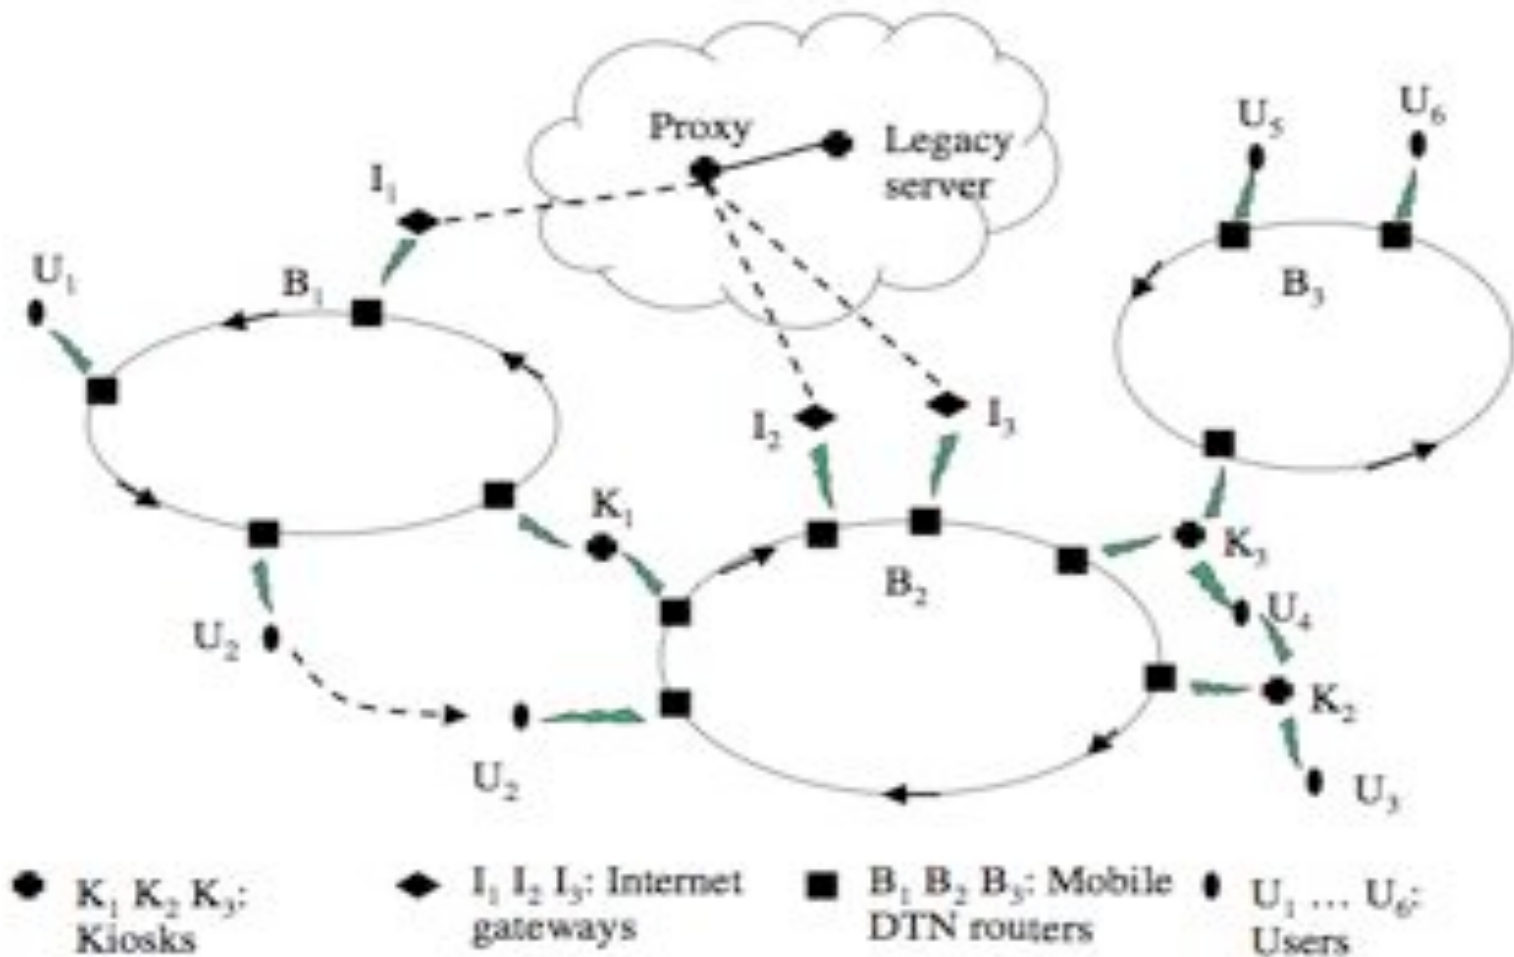 Proxy
Legacy
server
I₁
U₁
B₁
U₅
U₆
B₃
I₂
I₃
K₁
B₂
K₃
U₄
U₂
K₂
U₂
U₃
K₁ K₂ K₃:
Kiosks
I₁ I₂ I₃: Internet
gateways
B₁ B₂ B₃: Mobile
DTN routers
U₁ ... U₆:
Users